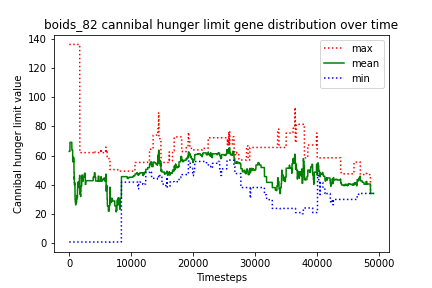 boids_82 cannibal hunger limit gene distribution over time
140
120
100
80
60
40
20
0
Cannibal hunger limit value
max
mean
min
0
10000
20000
30000
40000
50000
Timesteps